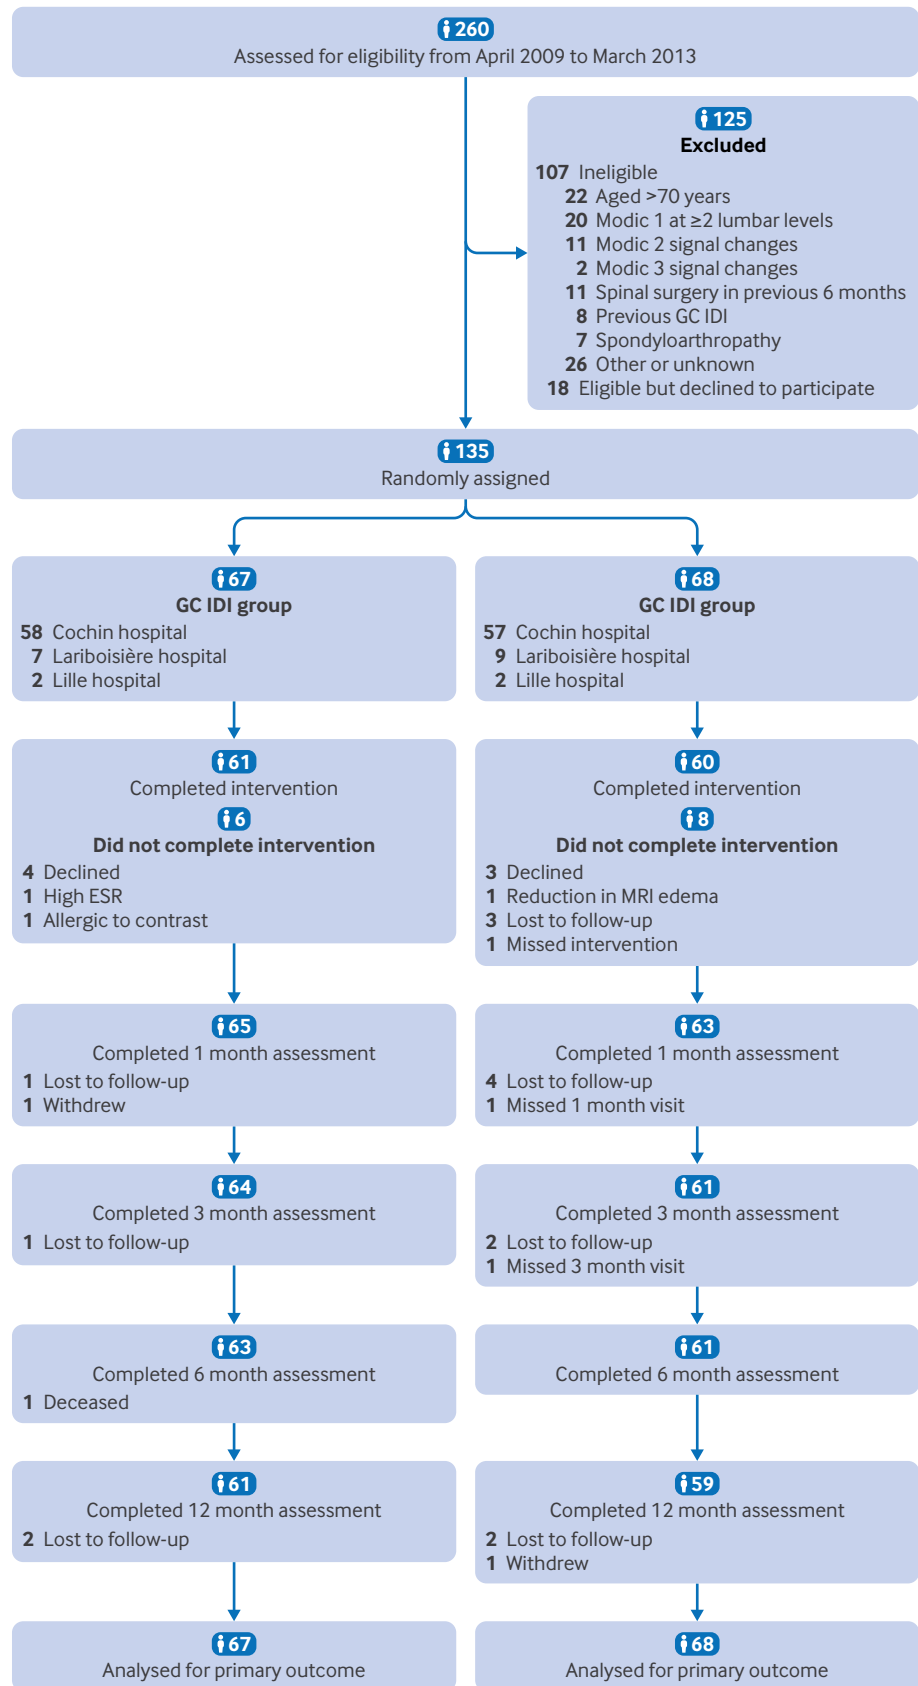 260
Assessed for eligibility from April 2009 to March 2013
125
Excluded
107 Ineligible
22 Aged >70 years
20 Modic 1 at ≥2 lumbar levels
11 Modic 2 signal changes
2 Modic 3 signal changes
11 Spinal surgery in previous 6 months
8 Previous GC IDI
7 Spondyloarthropathy
26 Other or unknown
18 Eligible but declined to participate
135
Randomly assigned
67
GC IDI group
58 Cochin hospital
7 Lariboisière hospital
2 Lille hospital
68
GC IDI group
57 Cochin hospital
9 Lariboisière hospital
2 Lille hospital
61
Completed intervention
6
Did not complete intervention
4 Declined
1 High ESR
1 Allergic to contrast
60
Completed intervention
8
Did not complete intervention
3 Declined
1 Reduction in MRI edema
3 Lost to follow-up
1 Missed intervention
65
Completed 1 month assessment
1 Lost to follow-up
1 Withdrew
63
Completed 1 month assessment
4 Lost to follow-up
1 Missed 1 month visit
64
Completed 3 month assessment
1 Lost to follow-up
61
Completed 3 month assessment
2 Lost to follow-up
1 Missed 3 month visit
63
Completed 6 month assessment
1 Deceased
61
Completed 6 month assessment
61
Completed 12 month assessment
2 Lost to follow-up
59
Completed 12 month assessment
2 Lost to follow-up
1 Withdrew
67
Analysed for primary outcome
68
Analysed for primary outcome